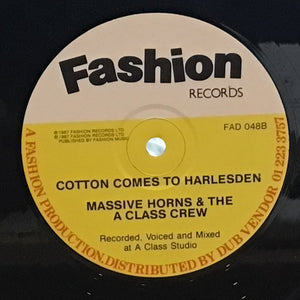 Fashion
RECORDS
℗ 1987 FASHION RECORDS LTD
© 1987 FASHION RECORDS LTD
PUBLISHED BY FASHION MUSIC
FAD 048B
COTTON COMES TO HARLESDEN
MASSIVE HORNS & THE
A CLASS CREW
Recorded, Voiced and Mixed
at A Class Studio
A FASHION PRODUCTION, DISTRIBUTED BY DUB VENDOR 01 223 3757